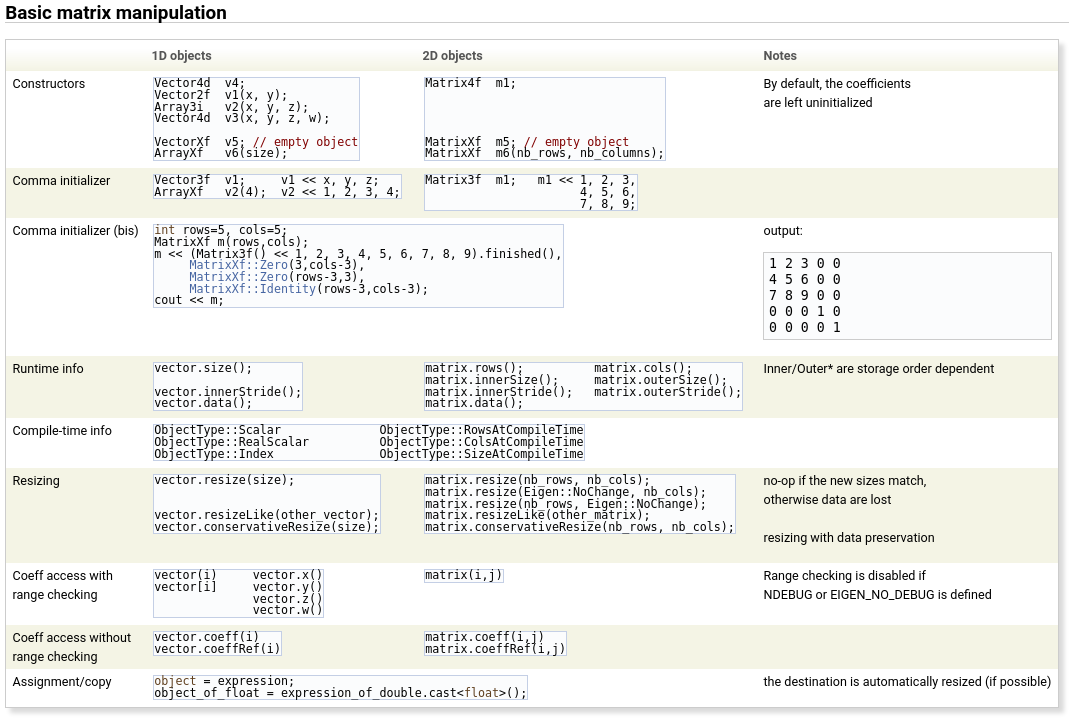 Basic matrix manipulation
1D objects 2D objects Notes
Constructors
Vector4d  v4;
Vector2f  v1(x, y);
Array3i   v2(x, y, z);
Vector4d  v3(x, y, z, w);
VectorXf  v5; // empty object
ArrayXf   v6(size);
Matrix4f  m1;
MatrixXf  m5; // empty object
MatrixXf  m6(nb_rows, nb_columns);
By default, the coefficients
are left uninitialized
Comma initializer
Vector3f  v1;     v1 << x, y, z;
ArrayXf   v2(4);  v2 << 1, 2, 3, 4;
Matrix3f  m1;   m1 << 1, 2, 3,
4, 5, 6,
7, 8, 9;
Comma initializer (bis)
int rows=5, cols=5;
MatrixXf m(rows,cols);
m << (Matrix3f() << 1, 2, 3, 4, 5, 6, 7, 8, 9).finished(),
MatrixXf::Zero(3,cols-3),
MatrixXf::Zero(rows-3,3),
MatrixXf::Identity(rows-3,cols-3);
cout << m;
output:
1 2 3 0 0
4 5 6 0 0
7 8 9 0 0
0 0 0 1 0
0 0 0 0 1
Runtime info
vector.size();
vector.innerStride();
vector.data();
matrix.rows();          matrix.cols();
matrix.innerSize();     matrix.outerSize();
matrix.innerStride();   matrix.outerStride();
matrix.data();
Inner/Outer* are storage order dependent
Compile-time info
ObjectType::Scalar              ObjectType::RowsAtCompileTime
ObjectType::RealScalar          ObjectType::ColsAtCompileTime
ObjectType::Index               ObjectType::SizeAtCompileTime
Resizing
vector.resize(size);
vector.resizeLike(other_vector);
vector.conservativeResize(size);
matrix.resize(nb_rows, nb_cols);
matrix.resize(Eigen::NoChange, nb_cols);
matrix.resize(nb_rows, Eigen::NoChange);
matrix.resizeLike(other_matrix);
matrix.conservativeResize(nb_rows, nb_cols);
no-op if the new sizes match,
otherwise data are lost
resizing with data preservation
Coeff access with
range checking
vector(i)     vector.x()
vector[i]     vector.y()
vector.z()
vector.w()
matrix(i,j)
Range checking is disabled if
NDEBUG or EIGEN_NO_DEBUG is defined
Coeff access without
range checking
vector.coeff(i)
vector.coeffRef(i)
matrix.coeff(i,j)
matrix.coeffRef(i,j)
Assignment/copy
object = expression;
object_of_float = expression_of_double.cast<float>();
the destination is automatically resized (if possible)